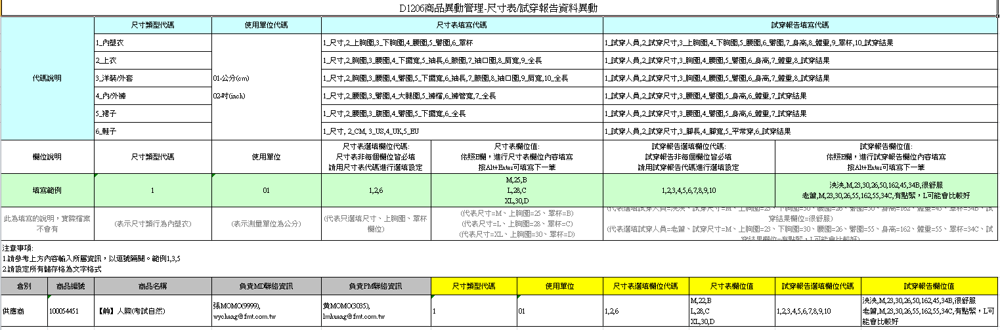 D1206商品異動管理-尺寸表/試穿報告資料異動
代碼說明
尺寸類型代碼
使用單位代碼
尺寸表填寫代碼
試穿報告填寫代碼
1_內塑衣
1_尺寸,2_上胸圍,3_下胸圍,4_腰圍,5_臀圍,6_罩杯
1_試穿人員,2_試穿尺寸,3_上胸圍,4_下胸圍,5_腰圍,6_臀圍,7_身高,8_體重,9_罩杯,10_試穿結果
2_上衣
1_尺寸,2_胸圍,3_腰圍,4_下擺寬,5_袖長,6_腋圍,7_袖口圍,8_肩寬,9_全長
1_試穿人員,2_試穿尺寸,3_胸圍,4_腰圍,5_臀圍,6_身高,7_體重,8_試穿結果
3_洋裝/外套
01-公分(cm)
1_尺寸,2_胸圍,3_腰圍,4_臀圍,5_下擺寬,6_袖長,7_腋圍,8_袖口圍,9_肩寬,10_全長
1_試穿人員,2_試穿尺寸,3_胸圍,4_腰圍,5_臀圍,6_身高,7_體重,8_試穿結果
4_內/外褲
02-吋(inch)
1_尺寸,2_腰圍,3_臀圍,4_大腿圍,5_褲檔,6_褲管寬,7_全長
1_試穿人員,2_試穿尺寸,3_腰圍,4_臀圍,5_身高,6_體重,7_試穿結果
5_裙子
1_尺寸,2_腰圍,3_腹圍,4_臀圍,5_下擺寬,6_全長
1_試穿人員,2_試穿尺寸,3_腰圍,4_臀圍,5_身高,6_體重,7_試穿結果
6_鞋子
1_尺寸, 2_CM, 3_US,4_UK,5_EU
1_試穿人員,2_試穿尺寸,3_腳長,4_腳寬,5_平常穿,6_試穿結果
欄位說明
尺寸類型代碼
使用單位
尺寸表選填欄位代碼:
尺寸表非每個欄位皆必填
請用尺寸表代碼進行選填設定
尺寸表欄位值:
依照E欄，進行尺寸表欄位內容填寫
按Alt+Enter可填寫下一筆
試穿報告選填欄位代碼:
試穿報告非每個欄位皆必填
請用試穿報告代碼進行選填設定
試穿報告欄位值:
依照E欄，進行試穿報告欄位內容填寫
按Alt+Enter可填寫下一筆
填寫範例
1
01
1,2,6
M,25,B
L,28,C
XL,30,D
1,2,3,4,5,6,7,8,9,10
泱泱,M,23,30,26,50,162,45,34B,很舒服
老蕭,M,23,30,26,55,162,55,34C,有點緊，L可能會比較好
此為填寫的說明，實際檔案
不會有
(表示尺寸類行為內塑衣)
(表示測量單位為公分)
(代表只選填尺寸、上胸圍、罩杯
欄位)
(代表尺寸=M、上胸圍=25、罩杯=B)
(代表尺寸=L、上胸圍=28、罩杯=C)
(代表尺寸=XL、上胸圍=30、罩杯=D)
(代表選填試穿人員=泱泱、試穿尺寸=M、上胸圍=23、下胸圍=30、腰圍=26、臀圍=50、身高=162、體重=45、罩杯=34B、試
穿結果欄位=很舒服)
(代表選填試穿人員=老蕭、試穿尺寸=M、上胸圍=23、下胸圍=30、腰圍=26、臀圍=55、身高=162、體重=55、罩杯=34C、試
穿結果欄位=有點緊，L可能會比較好)
注意事項:
1.請參考上方內容輸入所屬資訊，以逗號隔開。範例1,3,5
2.請設定所有儲存格為文字格式
倉別
商品編號
商品名稱
負責MD聯絡資訊
負責PM聯絡資訊
尺寸類型代碼
使用單位
尺寸表選填欄位代碼
尺寸表欄位值
試穿報告選填欄位代碼
試穿報告欄位值
供應商
100054451
【翰】人際(考試自然)
張MOMO(9999),
wychang@fmt.com.tw
黃MOMO(3035),
lmhuang@fmt.com.tw
1
01
1,2,6
M,22,B
L,28,C
XL,30,D
1,2,3,4,5,6,7,8,9,10
泱泱,M,23,30,26,50,162,45,34B,很舒服
老蕭,M,23,30,26,55,162,55,34C,有點緊，L可
能會比較好